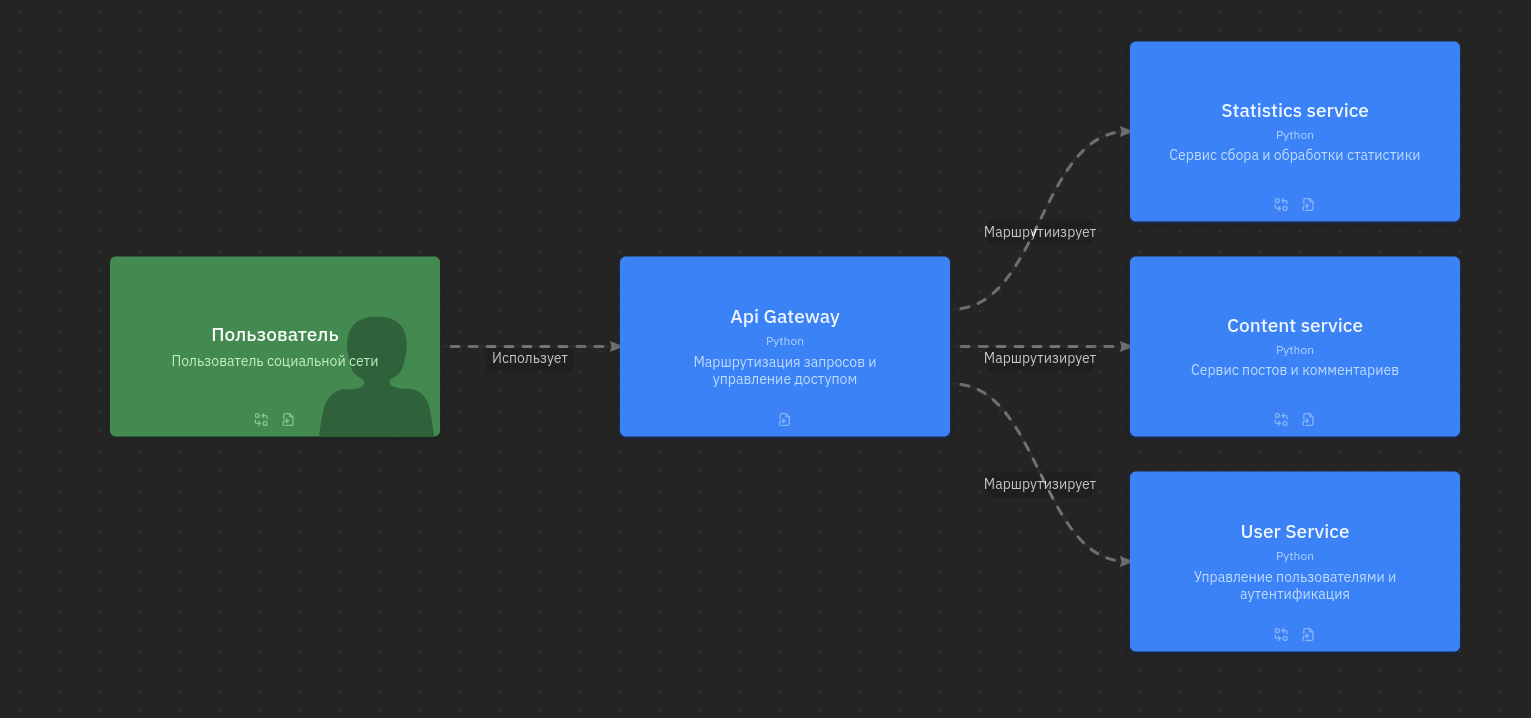 Statistics service
Python
Сервис сбора и обработки статистики
Маршрутиизрует
Пользователь
Пользователь социальной сети
Использует
Api Gateway
Python
Маршрутизация запросов и
управление доступом
Маршрутизирует
Content service
Python
Сервис постов и комментариев
Маршрутизирует
User Service
Python
Управление пользователями и
аутентификация